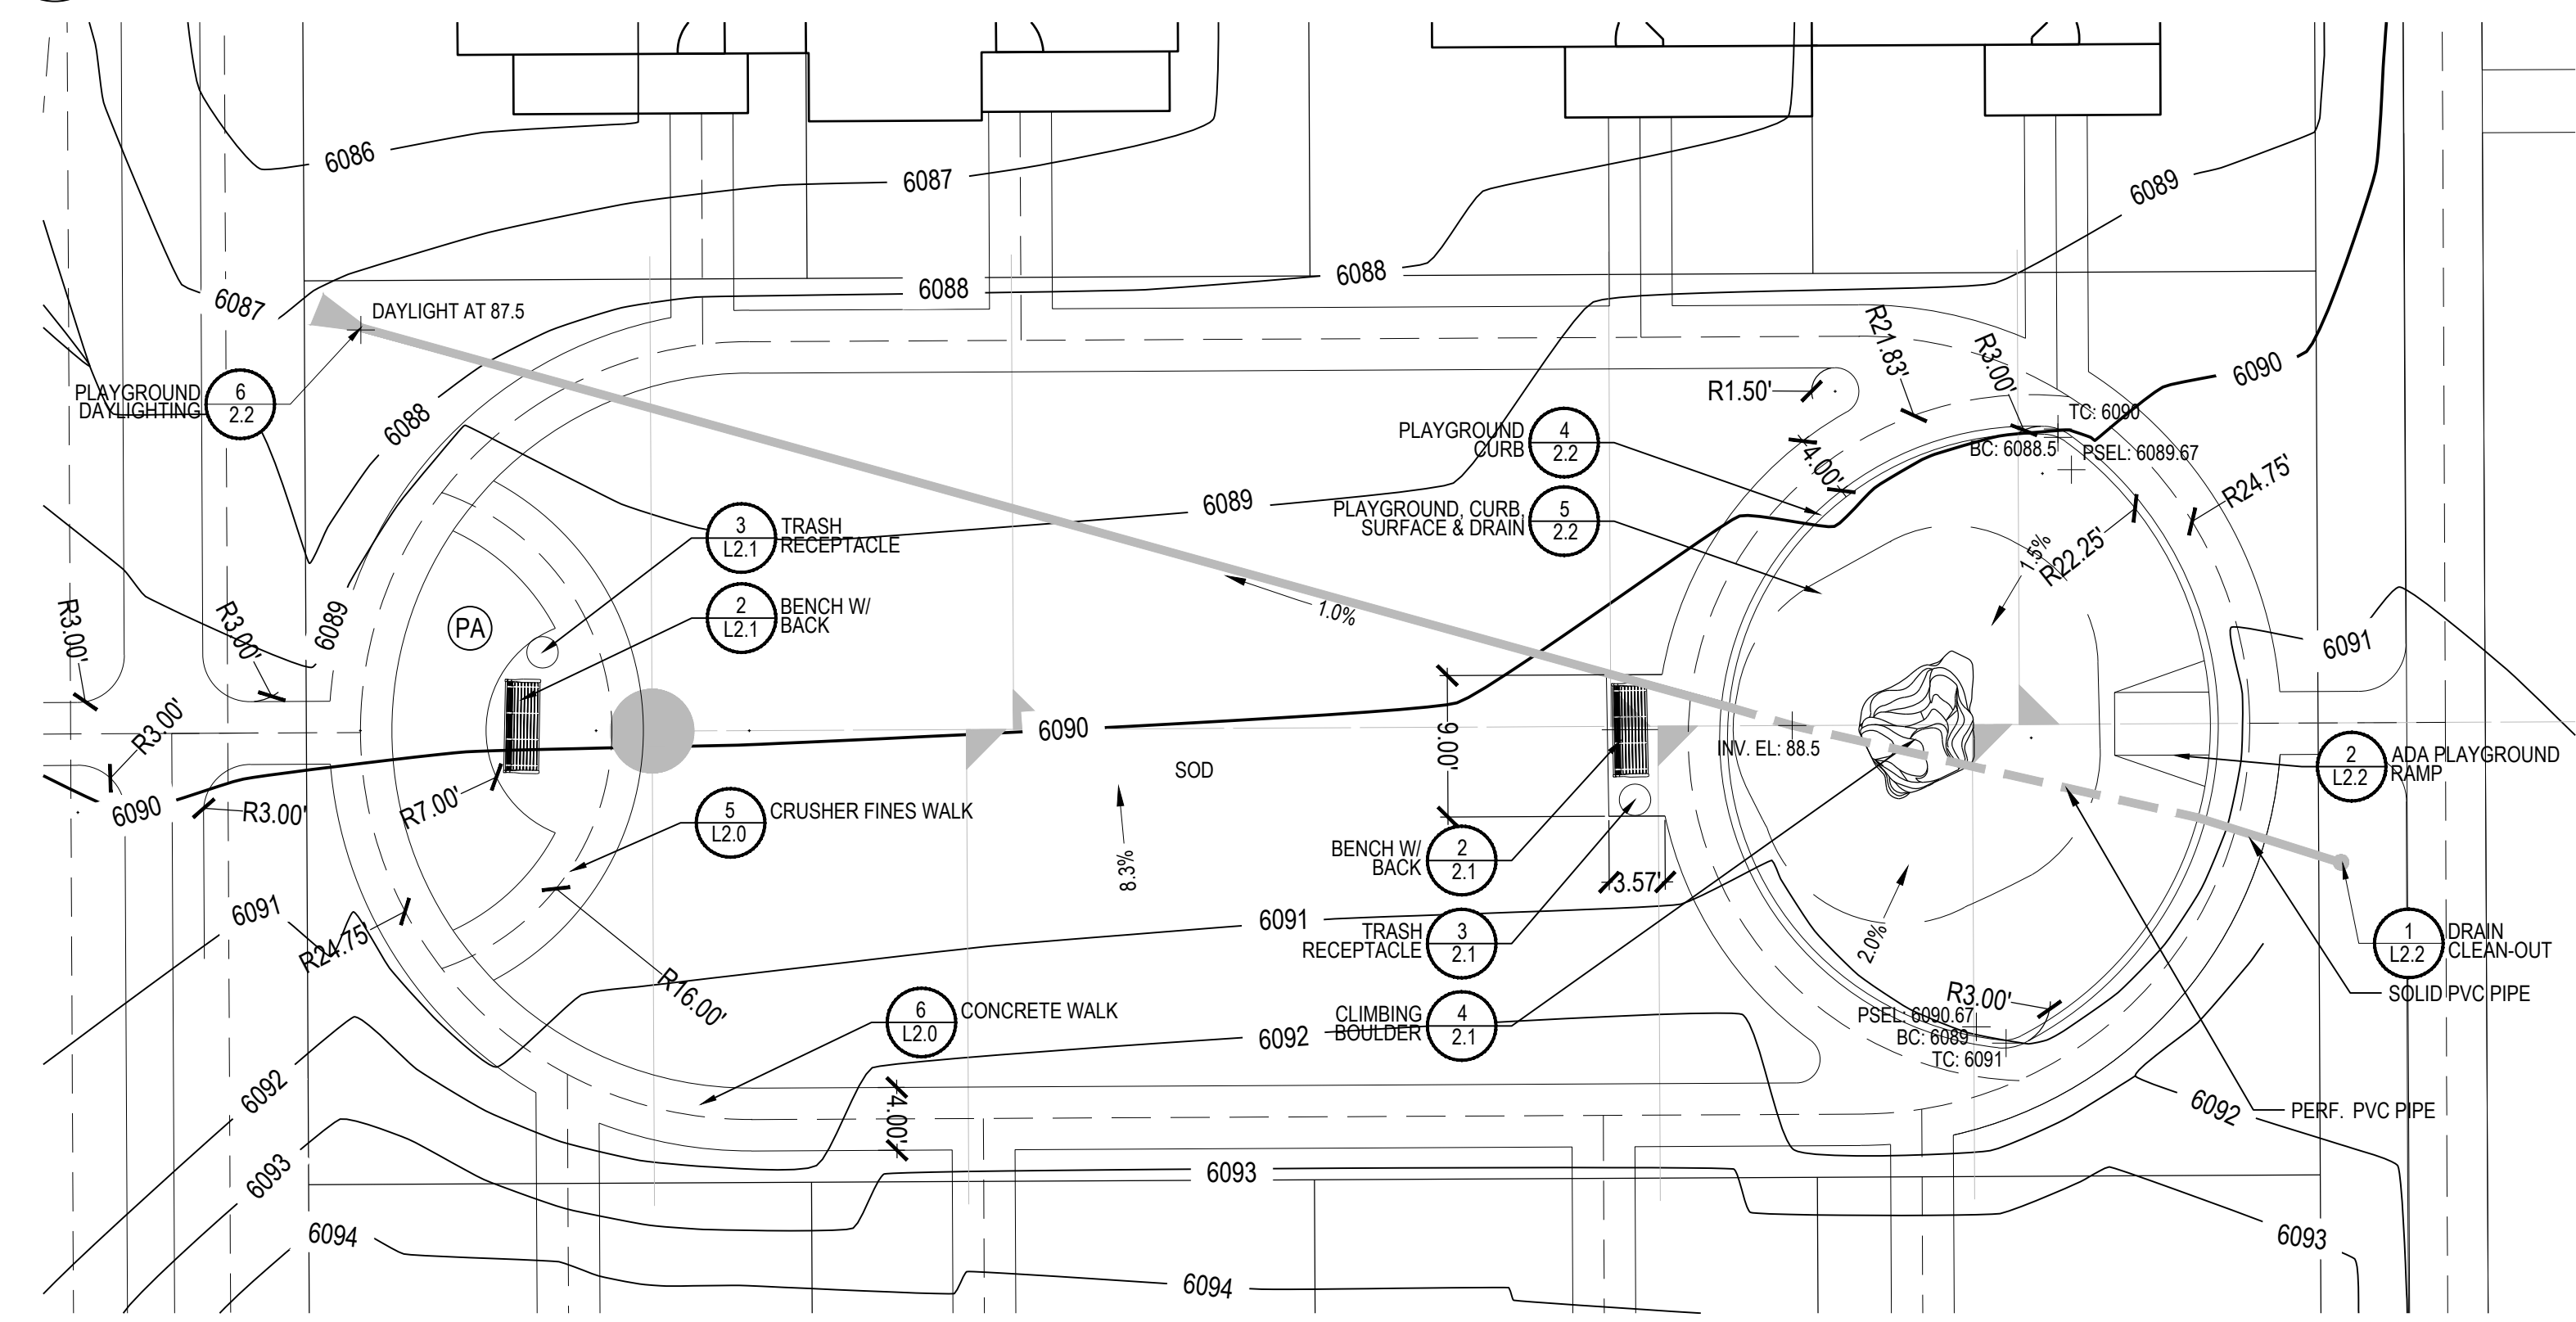 6086
6087
6089
6087
6088
6088
DAYLIGHT AT 87.5
PLAYGROUND
DAYLIGHTING
6
2.2
6088
R21.83'
R3.00'
R1.50'
6090
TC: 6090
BC: 6088.5
PSEL: 6089.67
PLAYGROUND
CURB
4
2.2
4.00'
R24.75'
6089
PLAYGROUND, CURB,
SURFACE & DRAIN
5
2.2
3
L2.1
TRASH
RECEPTACLE
1.5%
R22.25'
2
L2.1
BENCH W/
BACK
1.0%
PA
R3.00'
R3.00'
6089
6091
R3.00'
6090
9.00'
INV. EL: 88.5
SOD
2
L2.2
ADA PLAYGROUND
RAMP
6090
R3.00'
R7.00'
5
L2.0
CRUSHER FINES WALK
8.3%
BENCH W/
BACK
2
2.1
3.57'
6091
R24.75'
6091
TRASH
RECEPTACLE
3
2.1
2.0%
1
L2.2
DRAIN
CLEAN-OUT
R16.00'
6
L2.0
CONCRETE WALK
R3.00'
SOLID PVC PIPE
CLIMBING
BOULDER
4
2.1
PSEL: 6090.67
BC: 6089
TC: 6091
6092
6092
4.00'
6092
PERF. PVC PIPE
6093
6093
6094
6093
6094